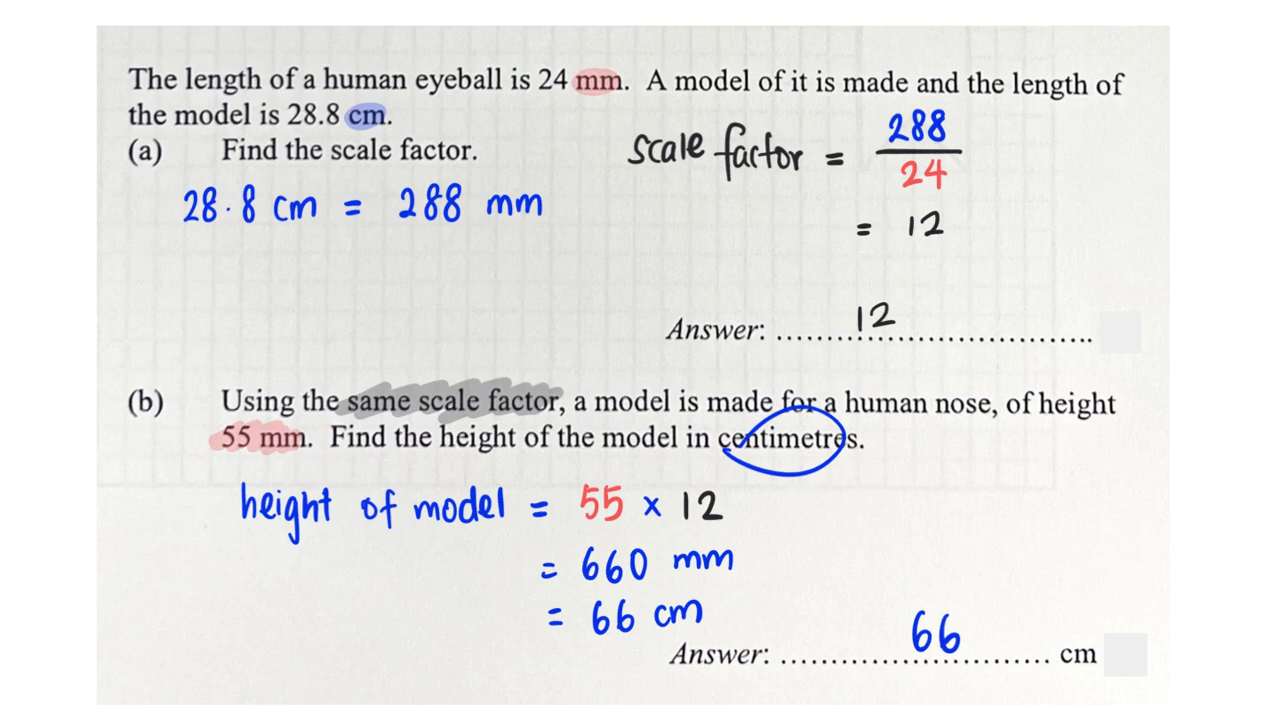 The length of a human eyeball is 24 mm. A model of it is made and the length of
the model is 28.8 cm.
(a) Find the scale factor.
28.8 cm = 288 mm
scale factor = 288
24
= 12
Answer: ...... 12 ..............................
(b) Using the same scale factor, a model is made for a human nose, of height
55 mm. Find the height of the model in centimetres.
height of model = 55 x 12
= 660 mm
= 66 cm
Answer: ............... 66 ............ cm